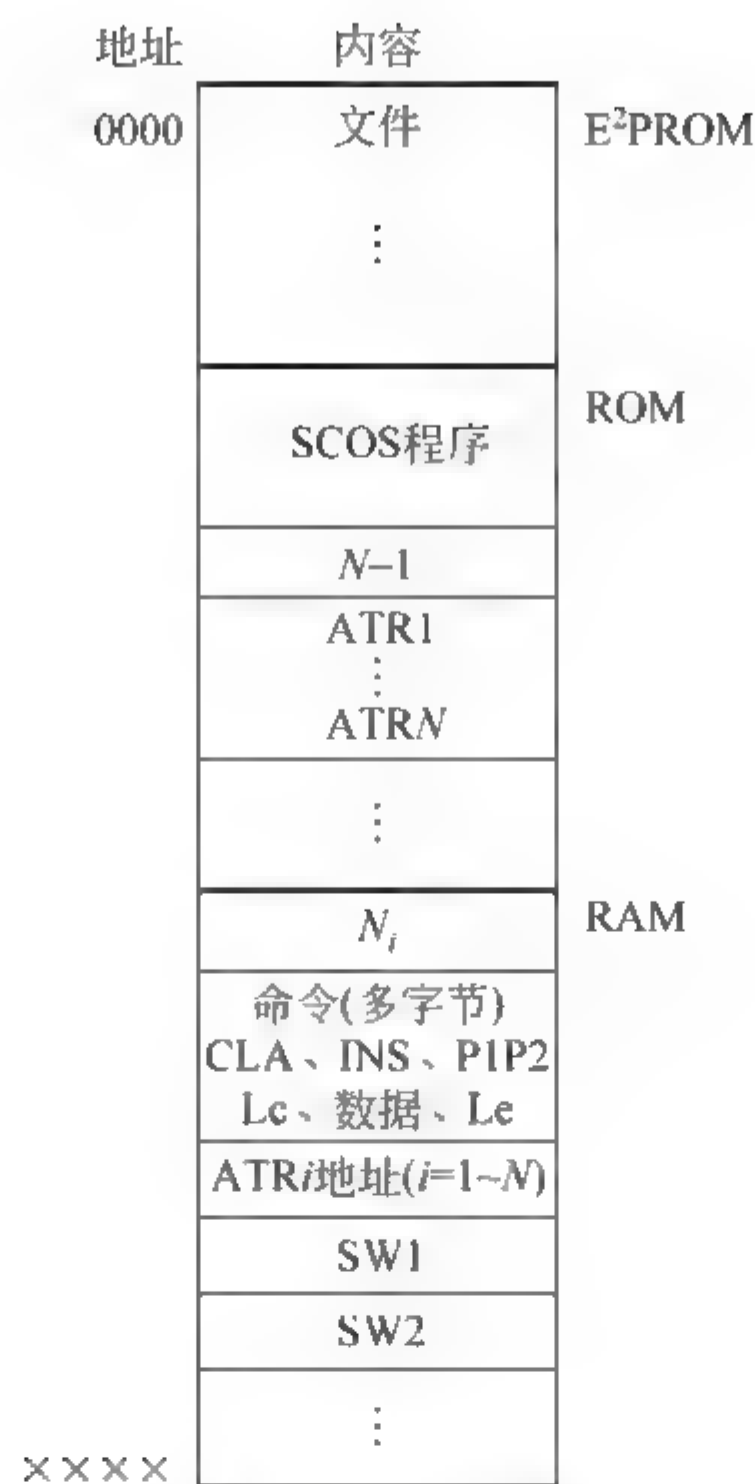 地址 内容
0000 文件 E²PROM
⋮
ROM
SCOS程序
N−1
ATR1
⋮
ATRN
⋮
Nᵢ RAM
命令(多字节)
CLA、INS、P1P2
Lc、数据、Le
ATRi地址(i=1~N)
SW1
SW2
⋮
××××